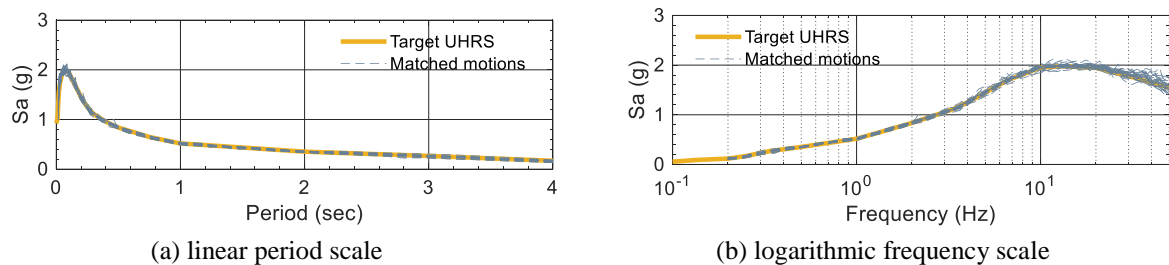 3
2
1
0
Sa (g)
Target UHRS
Matched motions
0 1 2 3 4
Period (sec)
(a) linear period scale
3
2
1
0
Sa (g)
Target UHRS
Matched motions
10⁻¹ 10⁰ 10¹
Frequency (Hz)
(b) logarithmic frequency scale